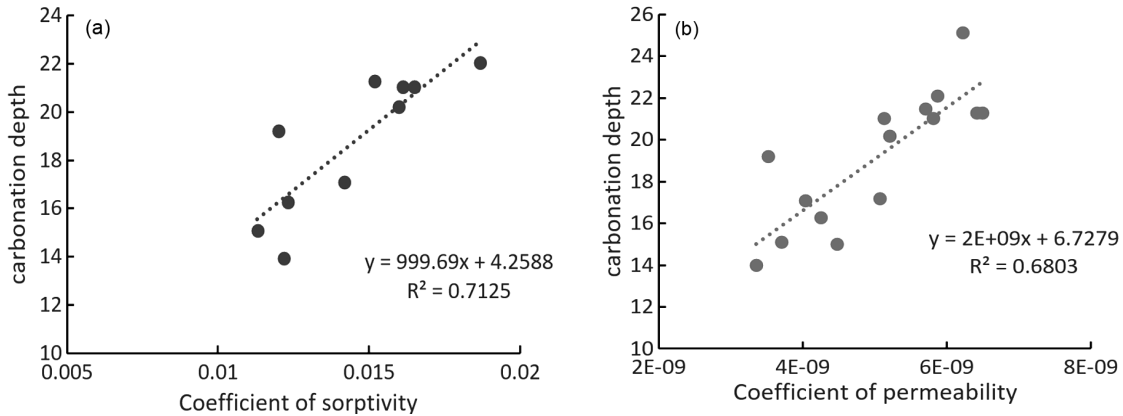 (a)
carbonation depth
24
22
20
18
16
14
12
10
0.005
0.01
0.015
0.02
Coefficient of sorptivity
y = 999.69x + 4.2588
R² = 0.7125
(b)
carbonation depth
26
24
22
20
18
16
14
12
10
2E-09
4E-09
6E-09
8E-09
Coefficient of permeability
y = 2E+09x + 6.7279
R² = 0.6803